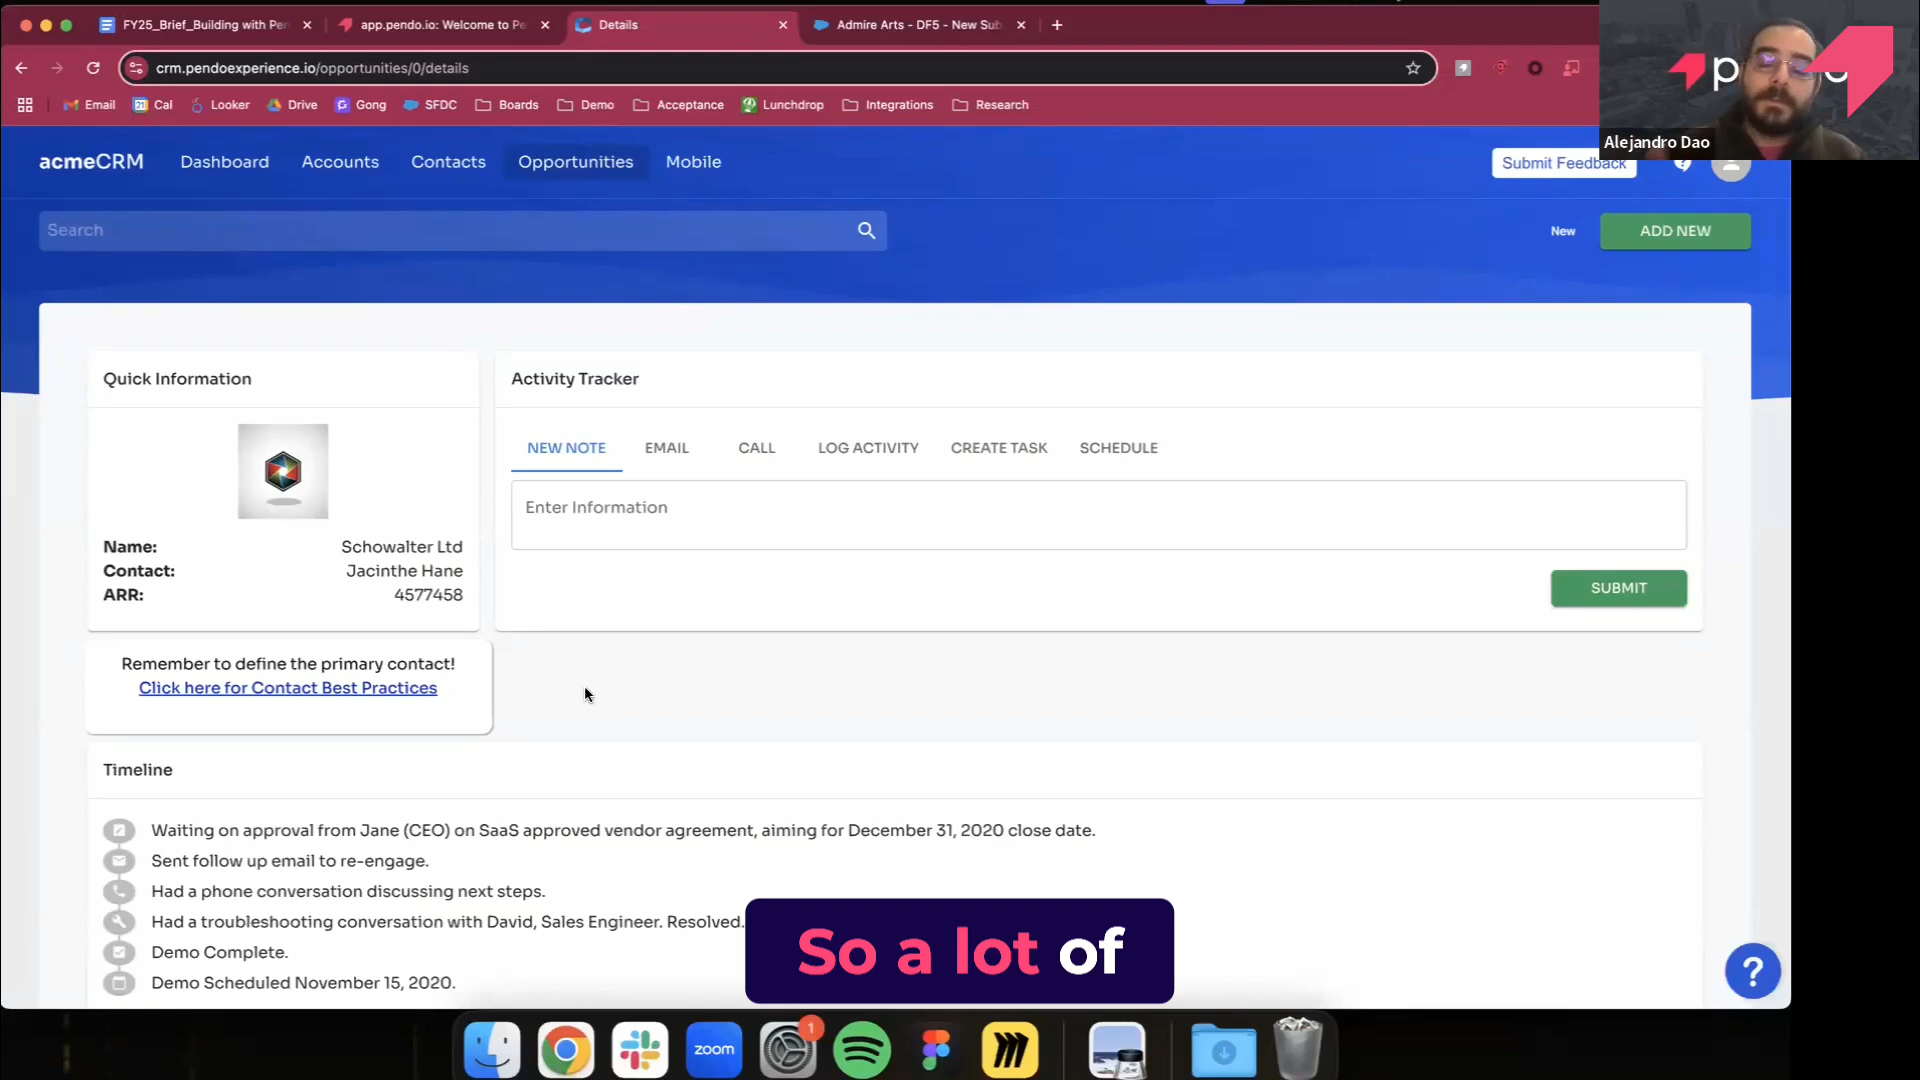 FY25_Brief_Building with Pen
app.pendo.io: Welcome to Pe
Details
Admire Arts - DF5 - New Sub
crm.pendoexperience.io/opportunities/0/details
Email
Cal
Looker
Drive
Gong
SFDC
Boards
Demo
Acceptance
Lunchdrop
Integrations
Research
Alejandro Dao
acmeCRM
Dashboard
Accounts
Contacts
Opportunities
Mobile
Submit Feedback
Search
New
ADD NEW
Quick Information
Name: Schowalter Ltd
Contact: Jacinthe Hane
ARR: 4577458
Activity Tracker
NEW NOTE
EMAIL
CALL
LOG ACTIVITY
CREATE TASK
SCHEDULE
Enter Information
SUBMIT
Remember to define the primary contact!
Click here for Contact Best Practices
Timeline
Waiting on approval from Jane (CEO) on SaaS approved vendor agreement, aiming for December 31, 2020 close date.
Sent follow up email to re-engage.
Had a phone conversation discussing next steps.
Had a troubleshooting conversation with David, Sales Engineer. Resolved.
Demo Complete.
Demo Scheduled November 15, 2020.
So a lot of
?
zoom
1